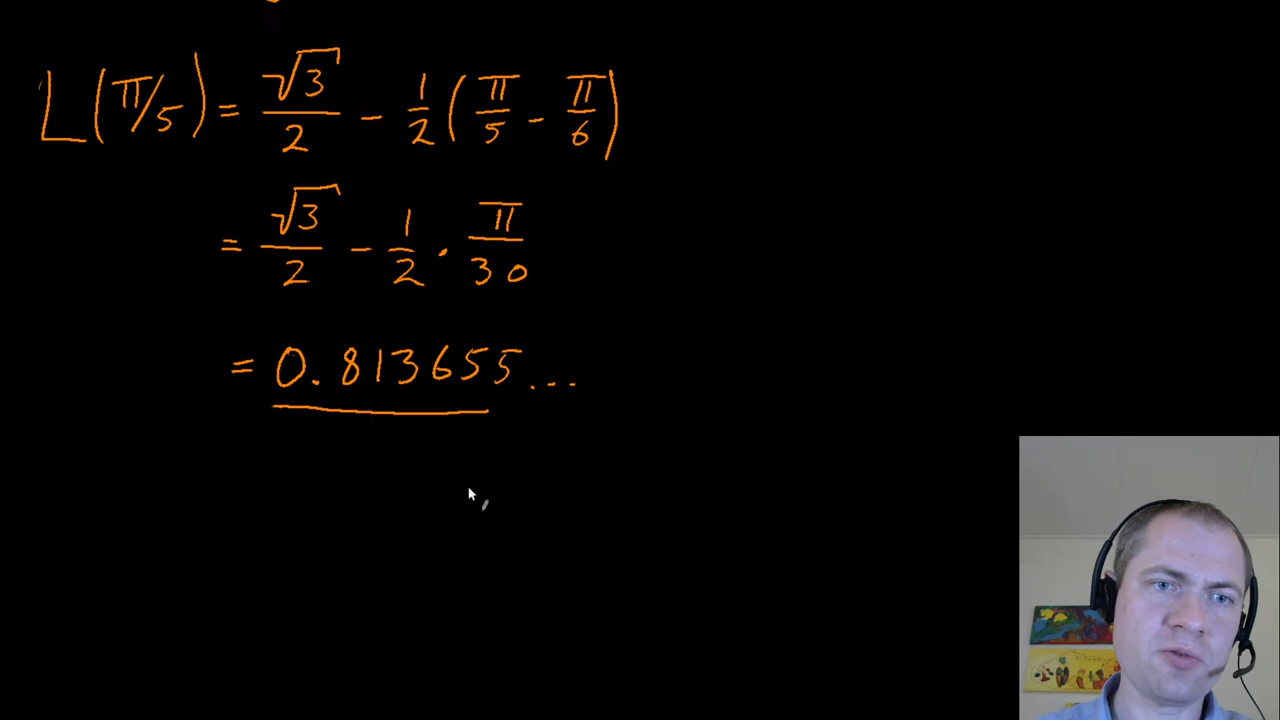 L(π/5) = √3/2 - 1/2 (π/5 - π/6)
= √3/2 - 1/2 · π/30
= 0.813655...